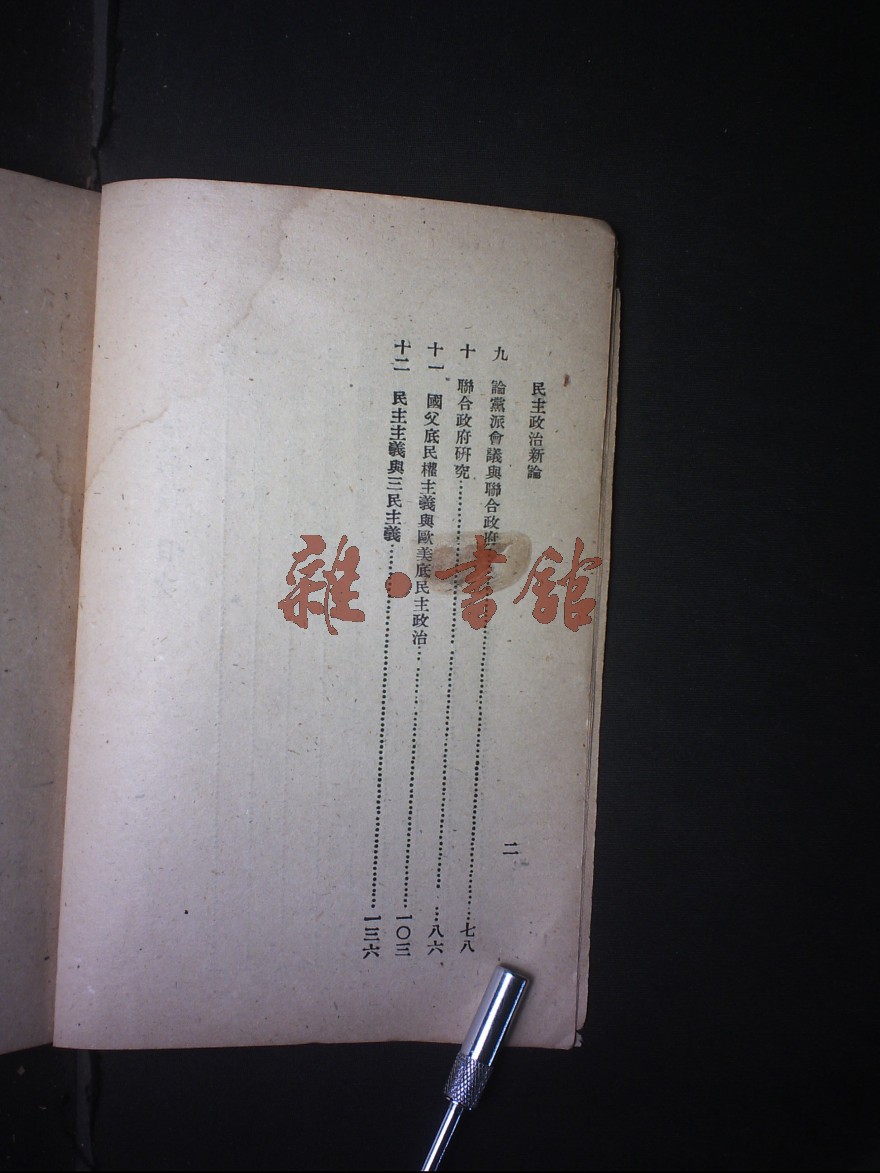 民主政治新論
二
九 論黨派會議與聯合政府……七八
十 聯合政府研究……八六
十一 國父底民權主義與歐美底民主政治……一〇三
十二 民主主義與三民主義……一三六
雜·書館